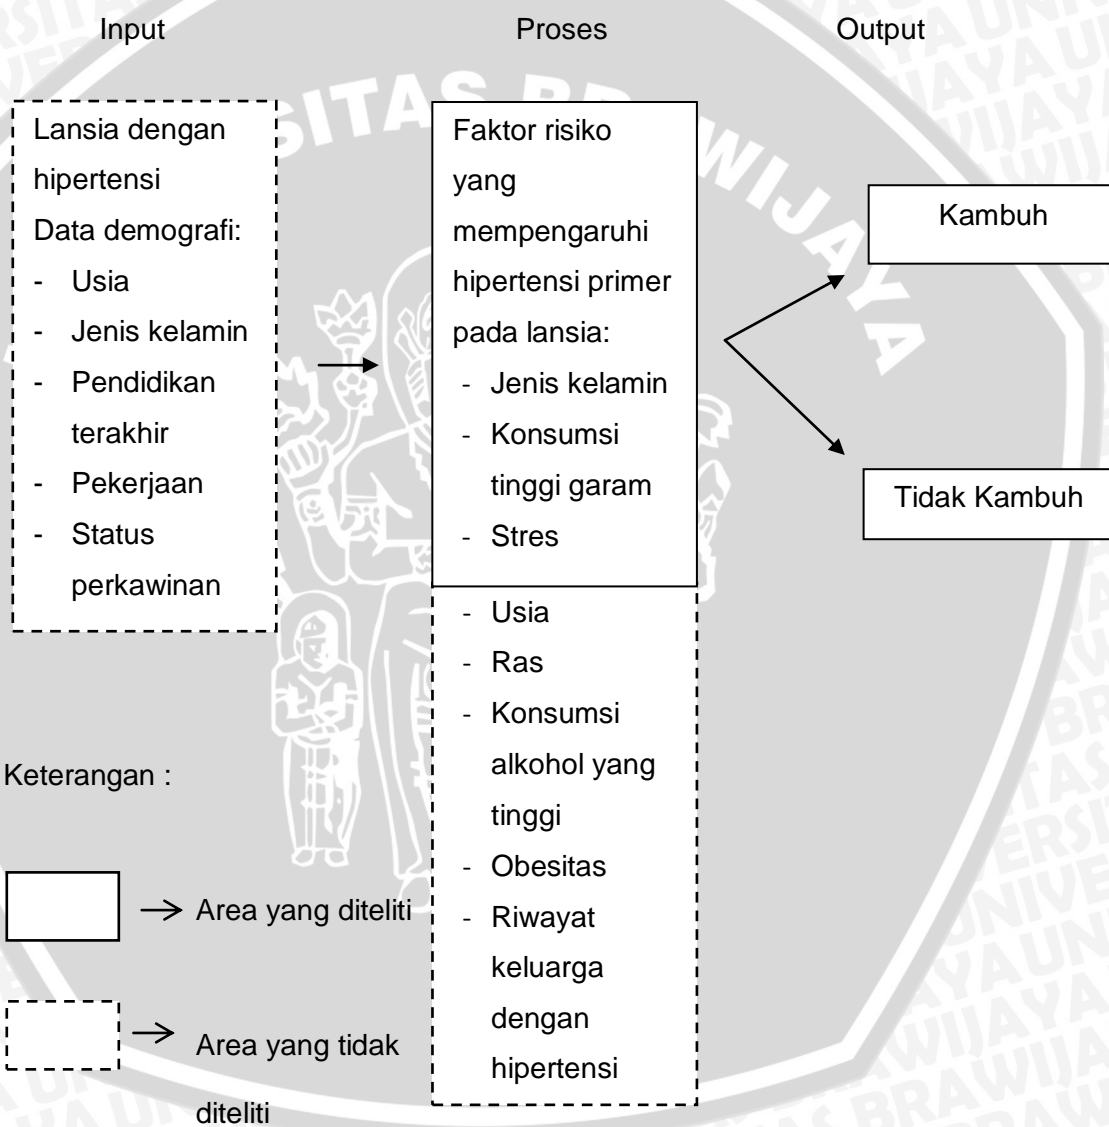 Input
Proses
Output
Lansia dengan
hipertensi
Data demografi:
- Usia
- Jenis kelamin
- Pendidikan
terakhir
- Pekerjaan
- Status
perkawinan
Faktor risiko
yang
mempengaruhi
hipertensi primer
pada lansia:
- Jenis kelamin
- Konsumsi
tinggi garam
- Stres
- Usia
- Ras
- Konsumsi
alkohol yang
tinggi
- Obesitas
- Riwayat
keluarga
dengan
hipertensi
Kambuh
Tidak Kambuh
Keterangan :
Area yang diteliti
Area yang tidak
diteliti